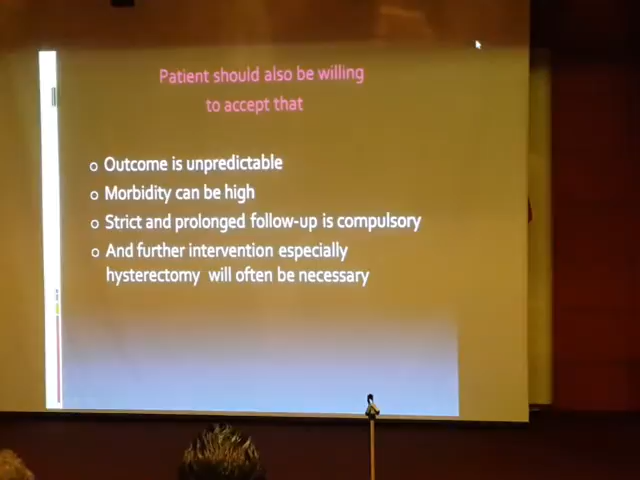 Patient should also be willing
to accept that
o Outcome is unpredictable
o Morbidity can be high
o Strict and prolonged follow-up is compulsory
o And further intervention especially
hysterectomy will often be necessary